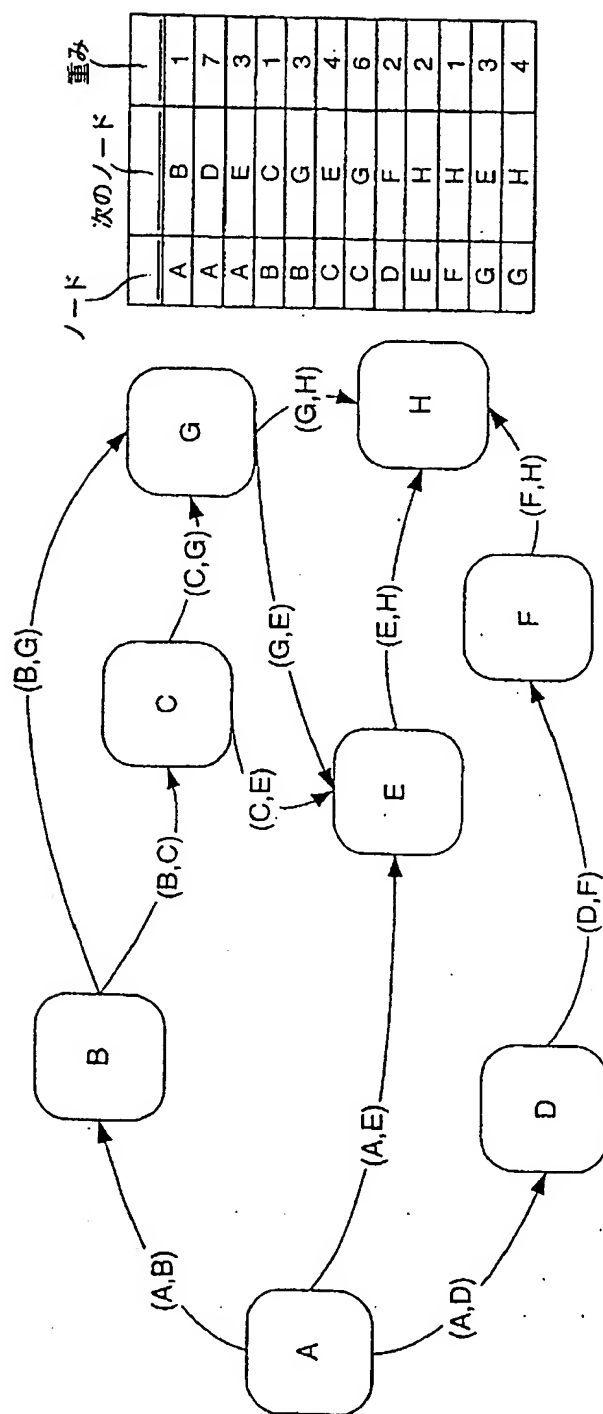 ノード 次のノード 重み
A B 1
A D 7
A E 3
B C 1
B G 3
C E 4
C G 6
D F 2
E H 2
F H 1
G E 3
G H 4
A
B
C
D
E
F
G
H
(A,B)
(A,E)
(A,D)
(B,G)
(B,C)
(C,G)
(C,E)
(G,E)
(G,H)
(E,H)
(D,F)
(F,H)